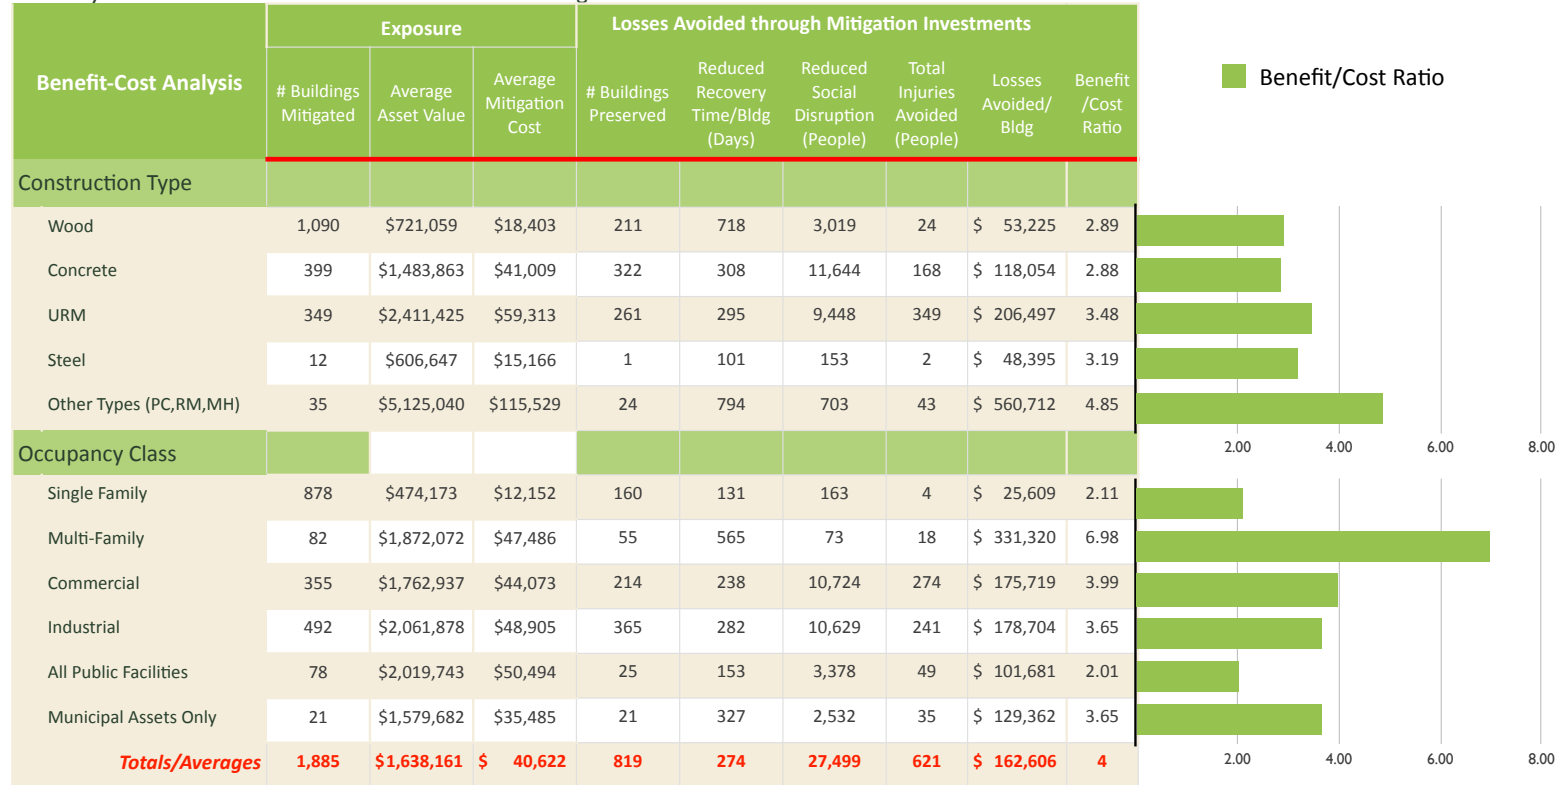 Exposure
Losses Avoided through Mitigation Investments
Benefit-Cost Analysis
# Buildings Mitigated
Average Asset Value
Average Mitigation Cost
# Buildings Preserved
Reduced Recovery Time/Bldg (Days)
Reduced Social Disruption (People)
Total Injuries Avoided (People)
Losses Avoided/ Bldg
Benefit /Cost Ratio
Benefit/Cost Ratio
Construction Type
Wood 1,090 $721,059 $18,403 211 718 3,019 24 $ 53,225 2.89
Concrete 399 $1,483,863 $41,009 322 308 11,644 168 $ 118,054 2.88
URM 349 $2,411,425 $59,313 261 295 9,448 349 $ 206,497 3.48
Steel 12 $606,647 $15,166 1 101 153 2 $ 48,395 3.19
Other Types (PC,RM,MH) 35 $5,125,040 $115,529 24 794 703 43 $ 560,712 4.85
2.00 4.00 6.00 8.00
Occupancy Class
Single Family 878 $474,173 $12,152 160 131 163 4 $ 25,609 2.11
Multi-Family 82 $1,872,072 $47,486 55 565 73 18 $ 331,320 6.98
Commercial 355 $1,762,937 $44,073 214 238 10,724 274 $ 175,719 3.99
Industrial 492 $2,061,878 $48,905 365 282 10,629 241 $ 178,704 3.65
All Public Facilities 78 $2,019,743 $50,494 25 153 3,378 49 $ 101,681 2.01
Municipal Assets Only 21 $1,579,682 $35,485 21 327 2,532 35 $ 129,362 3.65
Totals/Averages 1,885 $1,638,161 $ 40,622 819 274 27,499 621 $ 162,606 4
2.00 4.00 6.00 8.00